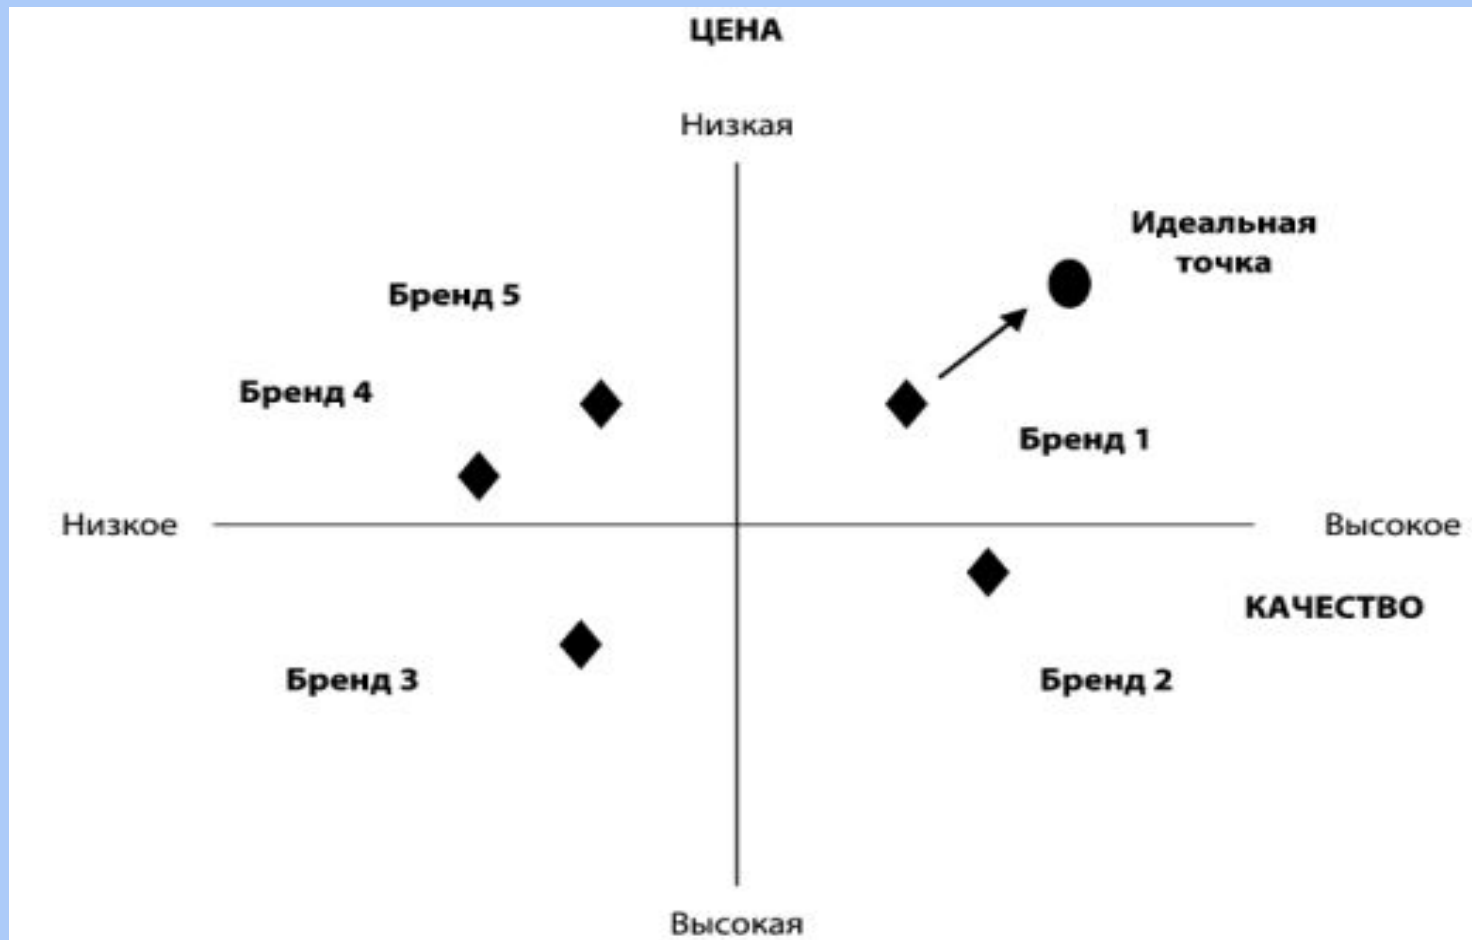 ЦЕНА
Низкая
Идеальная
точка
Бренд 5
Бренд 4
Бренд 1
Низкое
Высокое
КАЧЕСТВО
Бренд 3
Бренд 2
Высокая